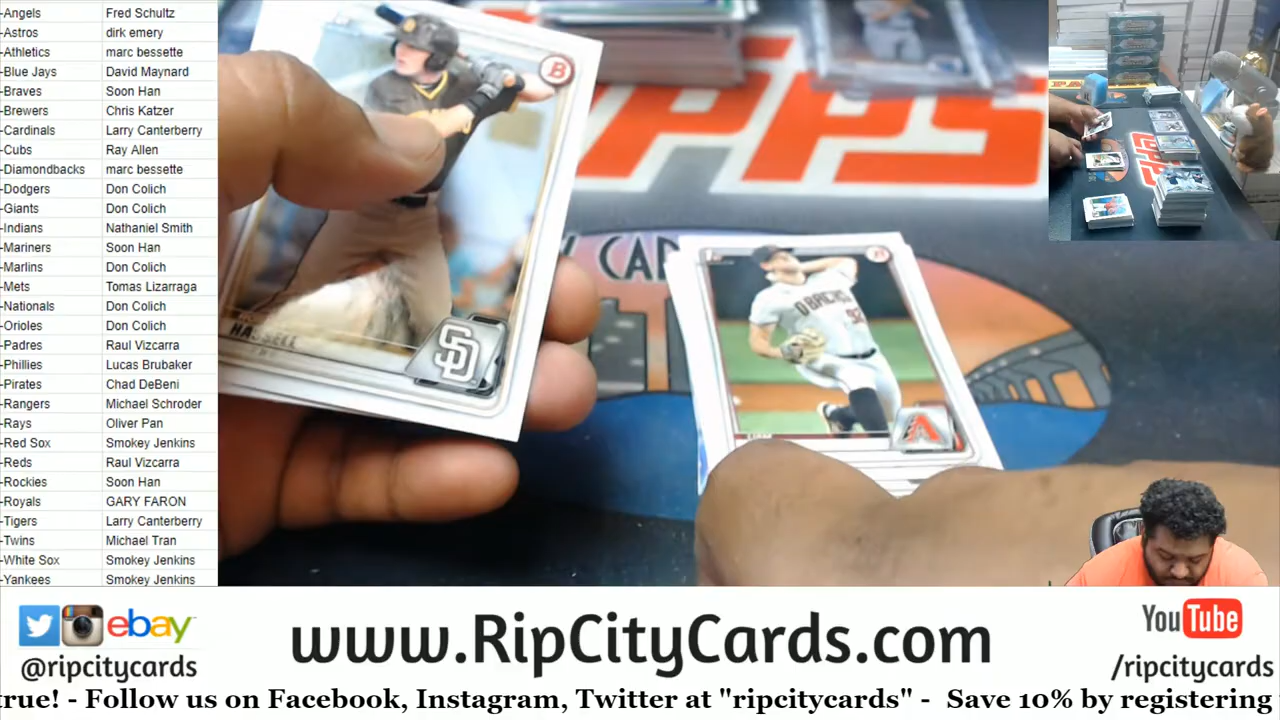 -Angels Fred Schultz
-Astros dirk emery
-Athletics marc bessette
-Blue Jays David Maynard
-Braves Soon Han
-Brewers Chris Katzer
-Cardinals Larry Canterberry
-Cubs Ray Allen
-Diamondbacks marc bessette
-Dodgers Don Colich
-Giants Don Colich
-Indians Nathaniel Smith
-Mariners Soon Han
-Marlins Don Colich
-Mets Tomas Lizarraga
-Nationals Don Colich
-Orioles Don Colich
-Padres Raul Vizcarra
-Phillies Lucas Brubaker
-Pirates Chad DeBeni
-Rangers Michael Schroder
-Rays Oliver Pan
-Red Sox Smokey Jenkins
-Reds Raul Vizcarra
-Rockies Soon Han
-Royals GARY FARON
-Tigers Larry Canterberry
-Twins Michael Tran
-White Sox Smokey Jenkins
-Yankees Smokey Jenkins
B
SD
PPS
CAR
B
D·BACKS
A
ebay
@ripcitycards
www.RipCityCards.com
YouTube
/ripcitycards
true! - Follow us on Facebook, Instagram, Twitter at "ripcitycards" - Save 10% by registering